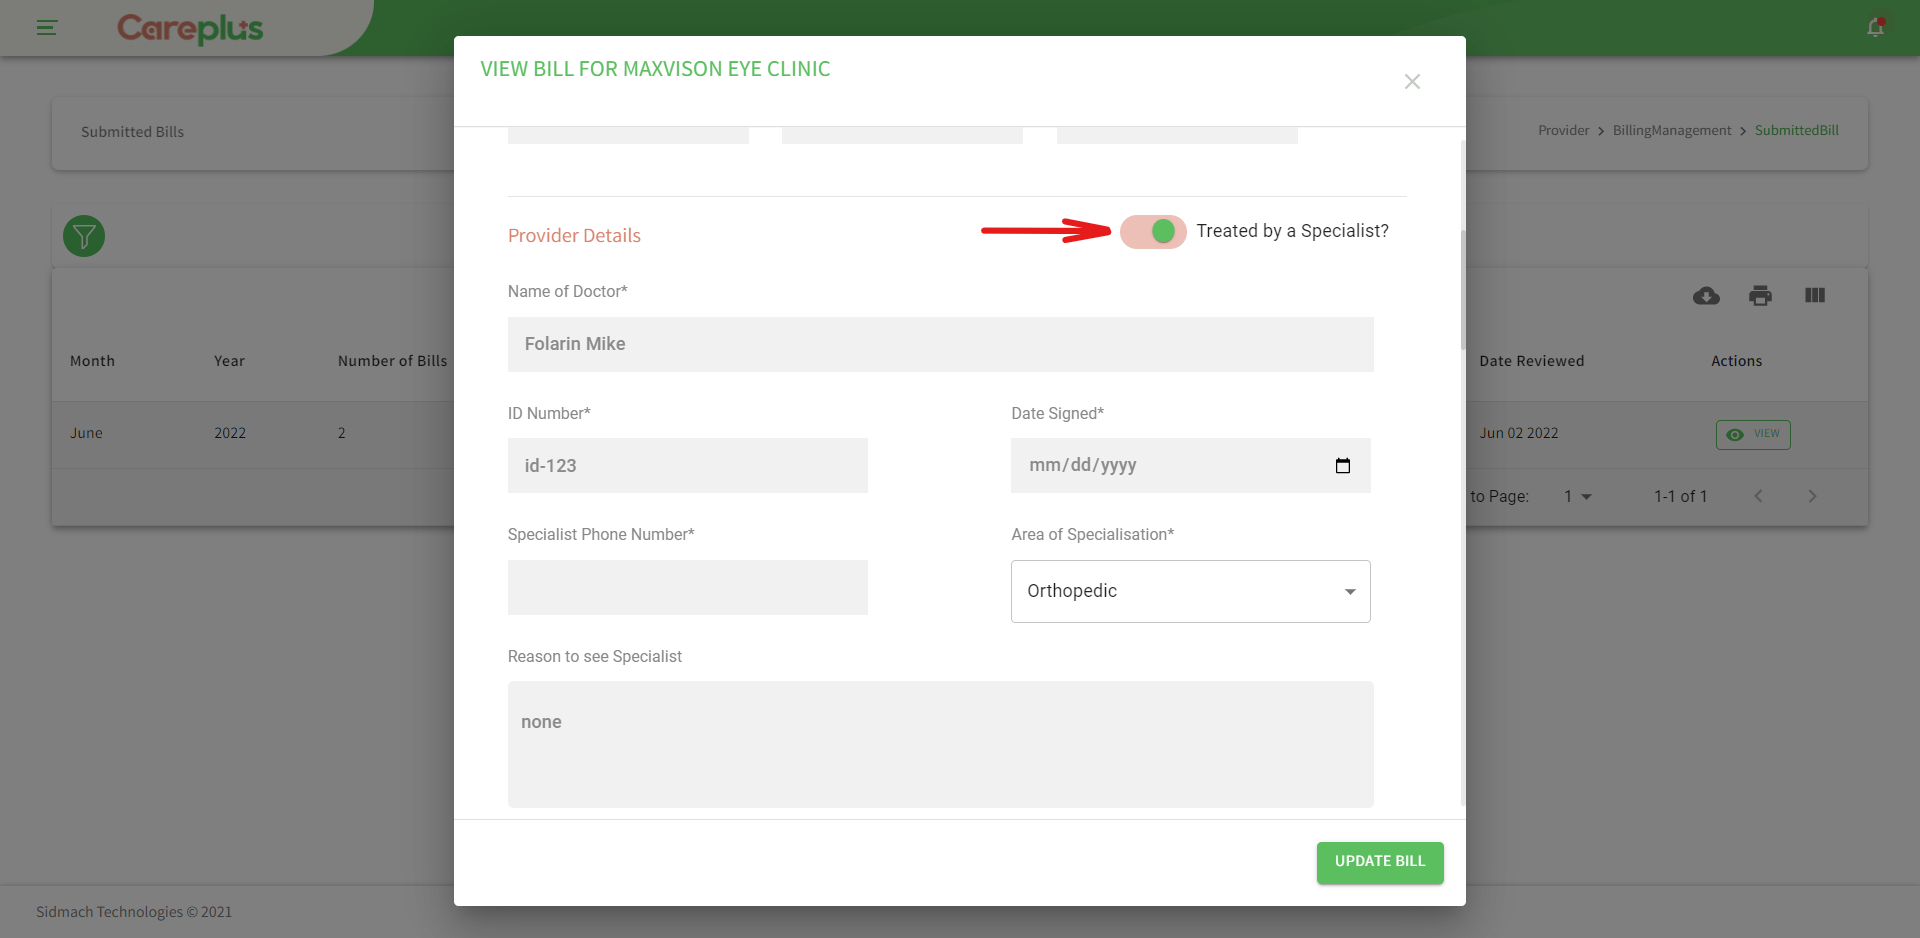 Careplus
VIEW BILL FOR MAXVISON EYE CLINIC
Submitted Bills
Provider > BillingManagement > SubmittedBill
Provider Details
Treated by a Specialist?
Name of Doctor*
Folarin Mike
Month Year Number of Bills Date Reviewed Actions
ID Number* Date Signed*
June 2022 2 Jun 02 2022 VIEW
id-123 mm/dd/yyyy
to Page: 1 1-1 of 1
Specialist Phone Number* Area of Specialisation*
Orthopedic
Reason to see Specialist
none
UPDATE BILL
Sidmach Technologies © 2021